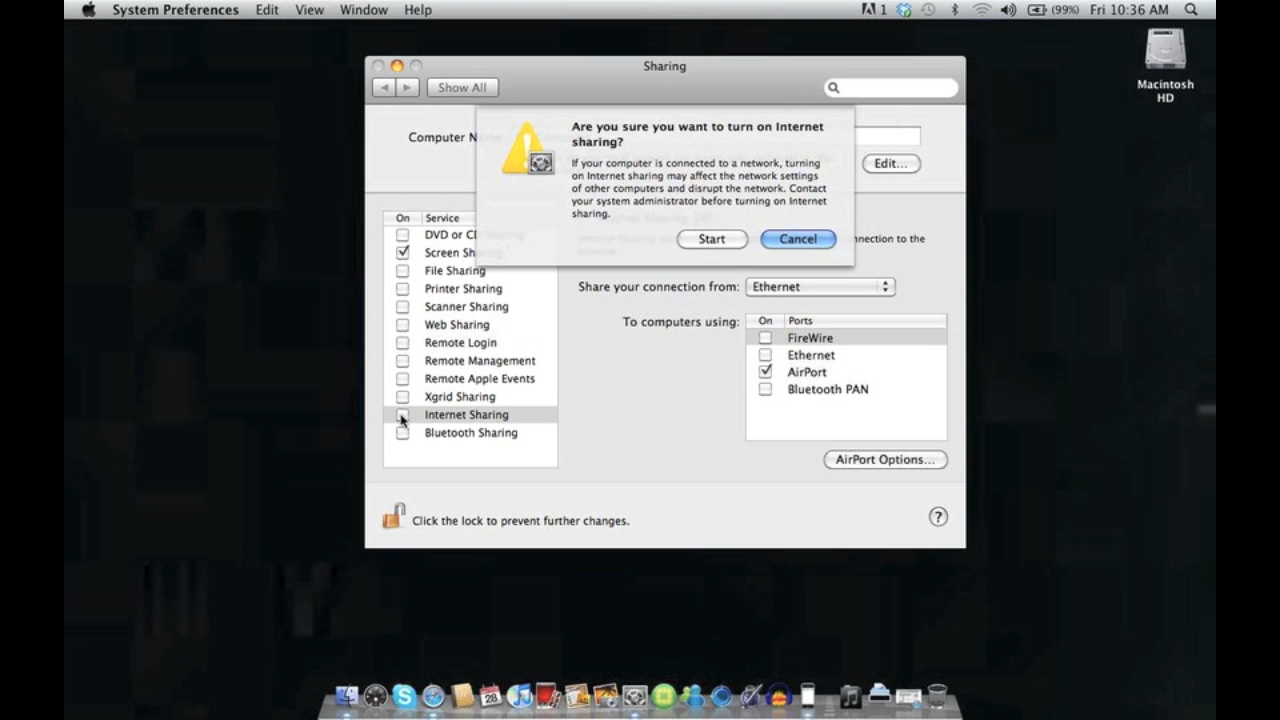 System Preferences Edit View Window Help
1 (99%) Fri 10:36 AM
Sharing
Show All
Macintosh
HD
Computer N
Edit...
Are you sure you want to turn on Internet
sharing?
If your computer is connected to a network, turning
on Internet sharing may affect the network settings
of other computers and disrupt the network. Contact
your system administrator before turning on Internet
sharing.
Start Cancel
nnection to the
On Service
DVD or CD Sharing
Screen Sh
File Sharing
Printer Sharing
Scanner Sharing
Web Sharing
Remote Login
Remote Management
Remote Apple Events
Xgrid Sharing
Internet Sharing
Bluetooth Sharing
Share your connection from: Ethernet
To computers using:
On Ports
FireWire
Ethernet
AirPort
Bluetooth PAN
AirPort Options...
Click the lock to prevent further changes.
?
28